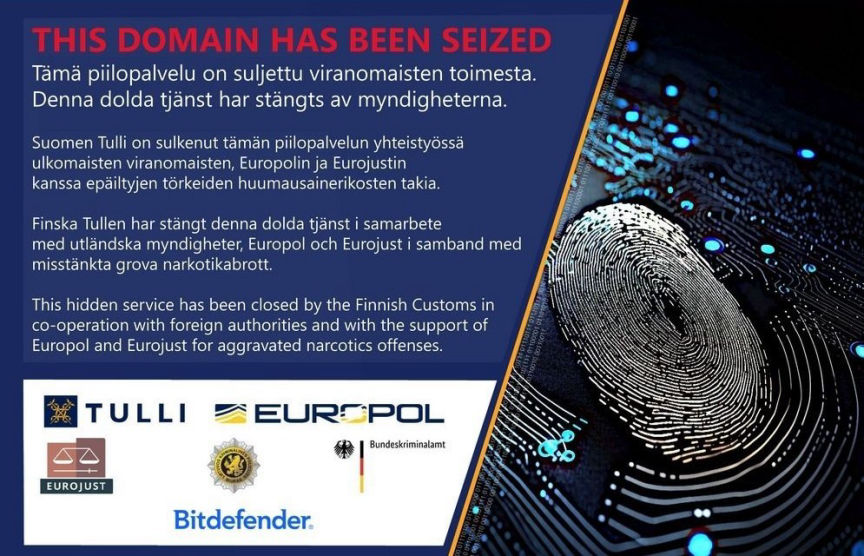 THIS DOMAIN HAS BEEN SEIZED
Tämä piilopalvelu on suljettu viranomaisten toimesta.
Denna dolda tjänst har stängts av myndigheterna.
Suomen Tulli on sulkenut tämän piilopalvelun yhteistyössä
ulkomaisten viranomaisten, Europolin ja Eurojustin
kanssa epäiltyjen törkeiden huumausainerikosten takia.
Finska Tullen har stängt denna dolda tjänst i samarbete
med utländska myndigheter, Europol och Eurojust i samband med
misstänkta grova narkotikabrott.
This hidden service has been closed by the Finnish Customs in
co-operation with foreign authorities and with the support of
Europol and Eurojust for aggravated narcotics offenses.
TULLI
EUROPOL
EUROJUST
Bundeskriminalamt
Bitdefender.